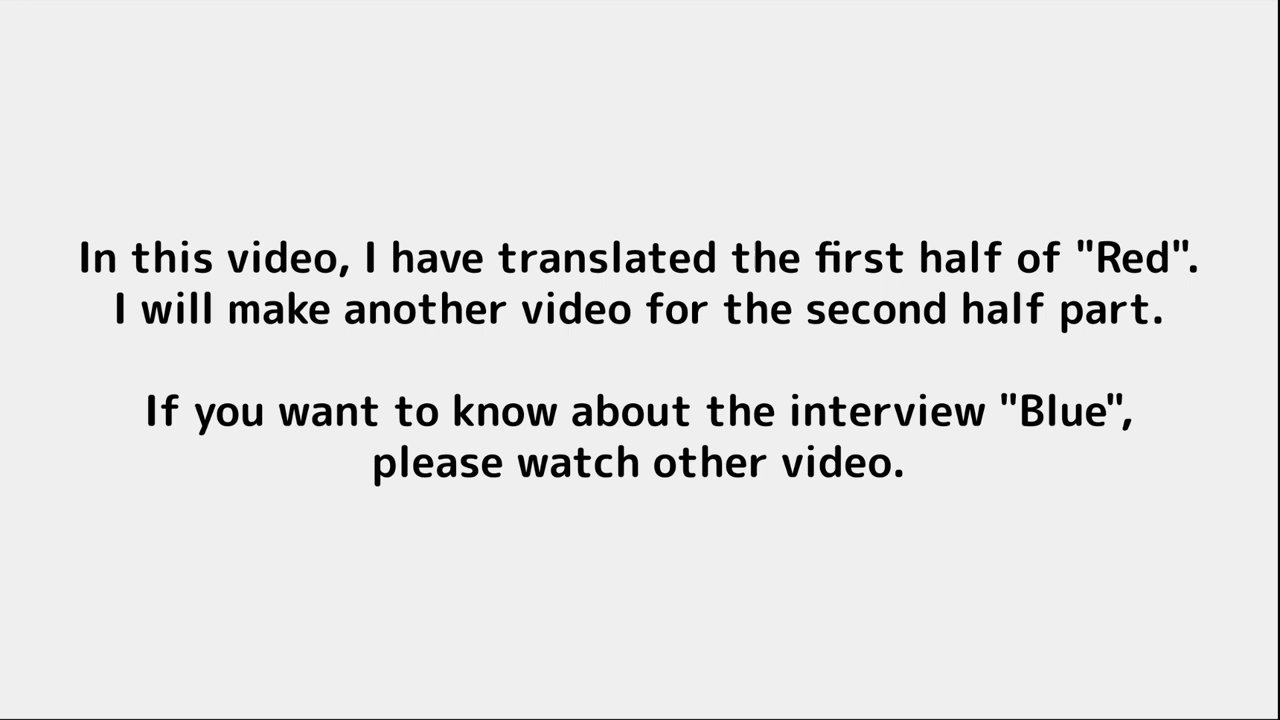 In this video, I have translated the first half of "Red".
I will make another video for the second half part.
If you want to know about the interview "Blue",
please watch other video.